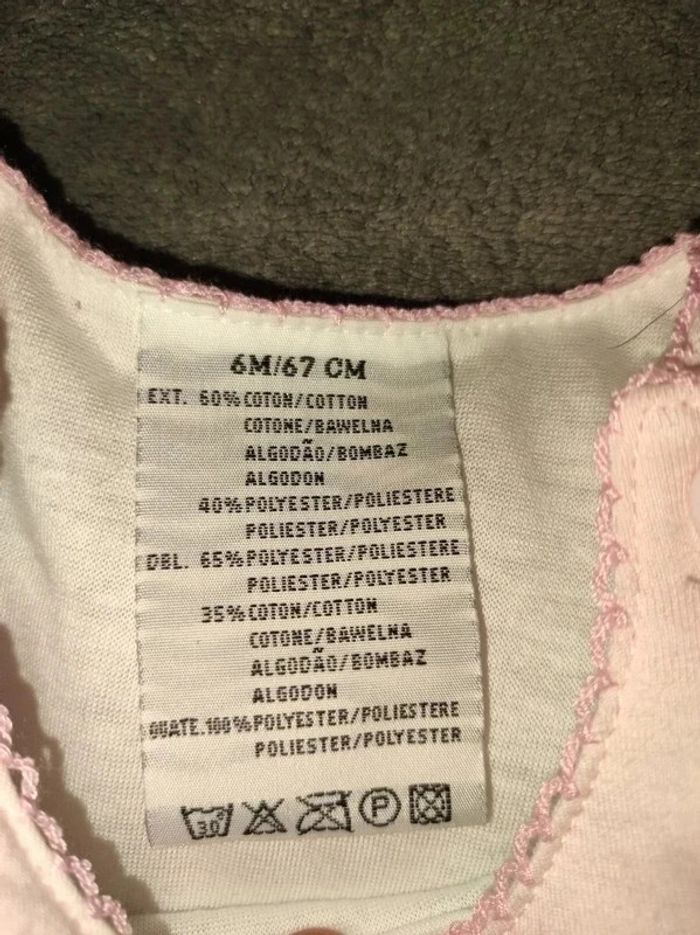 6M/67 CM
EXT. 60% COTON/COTTON
COTONE/BAWELNA
ALGODÃO/BOMBAZ
ALGODON
40% POLYESTER/POLIESTERE
POLIESTER/POLYESTER
DBL. 65% POLYESTER/POLIESTERE
POLIESTER/POLYESTER
35% COTON/COTTON
COTONE/BAWELNA
ALGODÃO/BOMBAZ
ALGODON
OUATE.100% POLYESTER/POLIESTERE
POLIESTER/POLYESTER
30° P